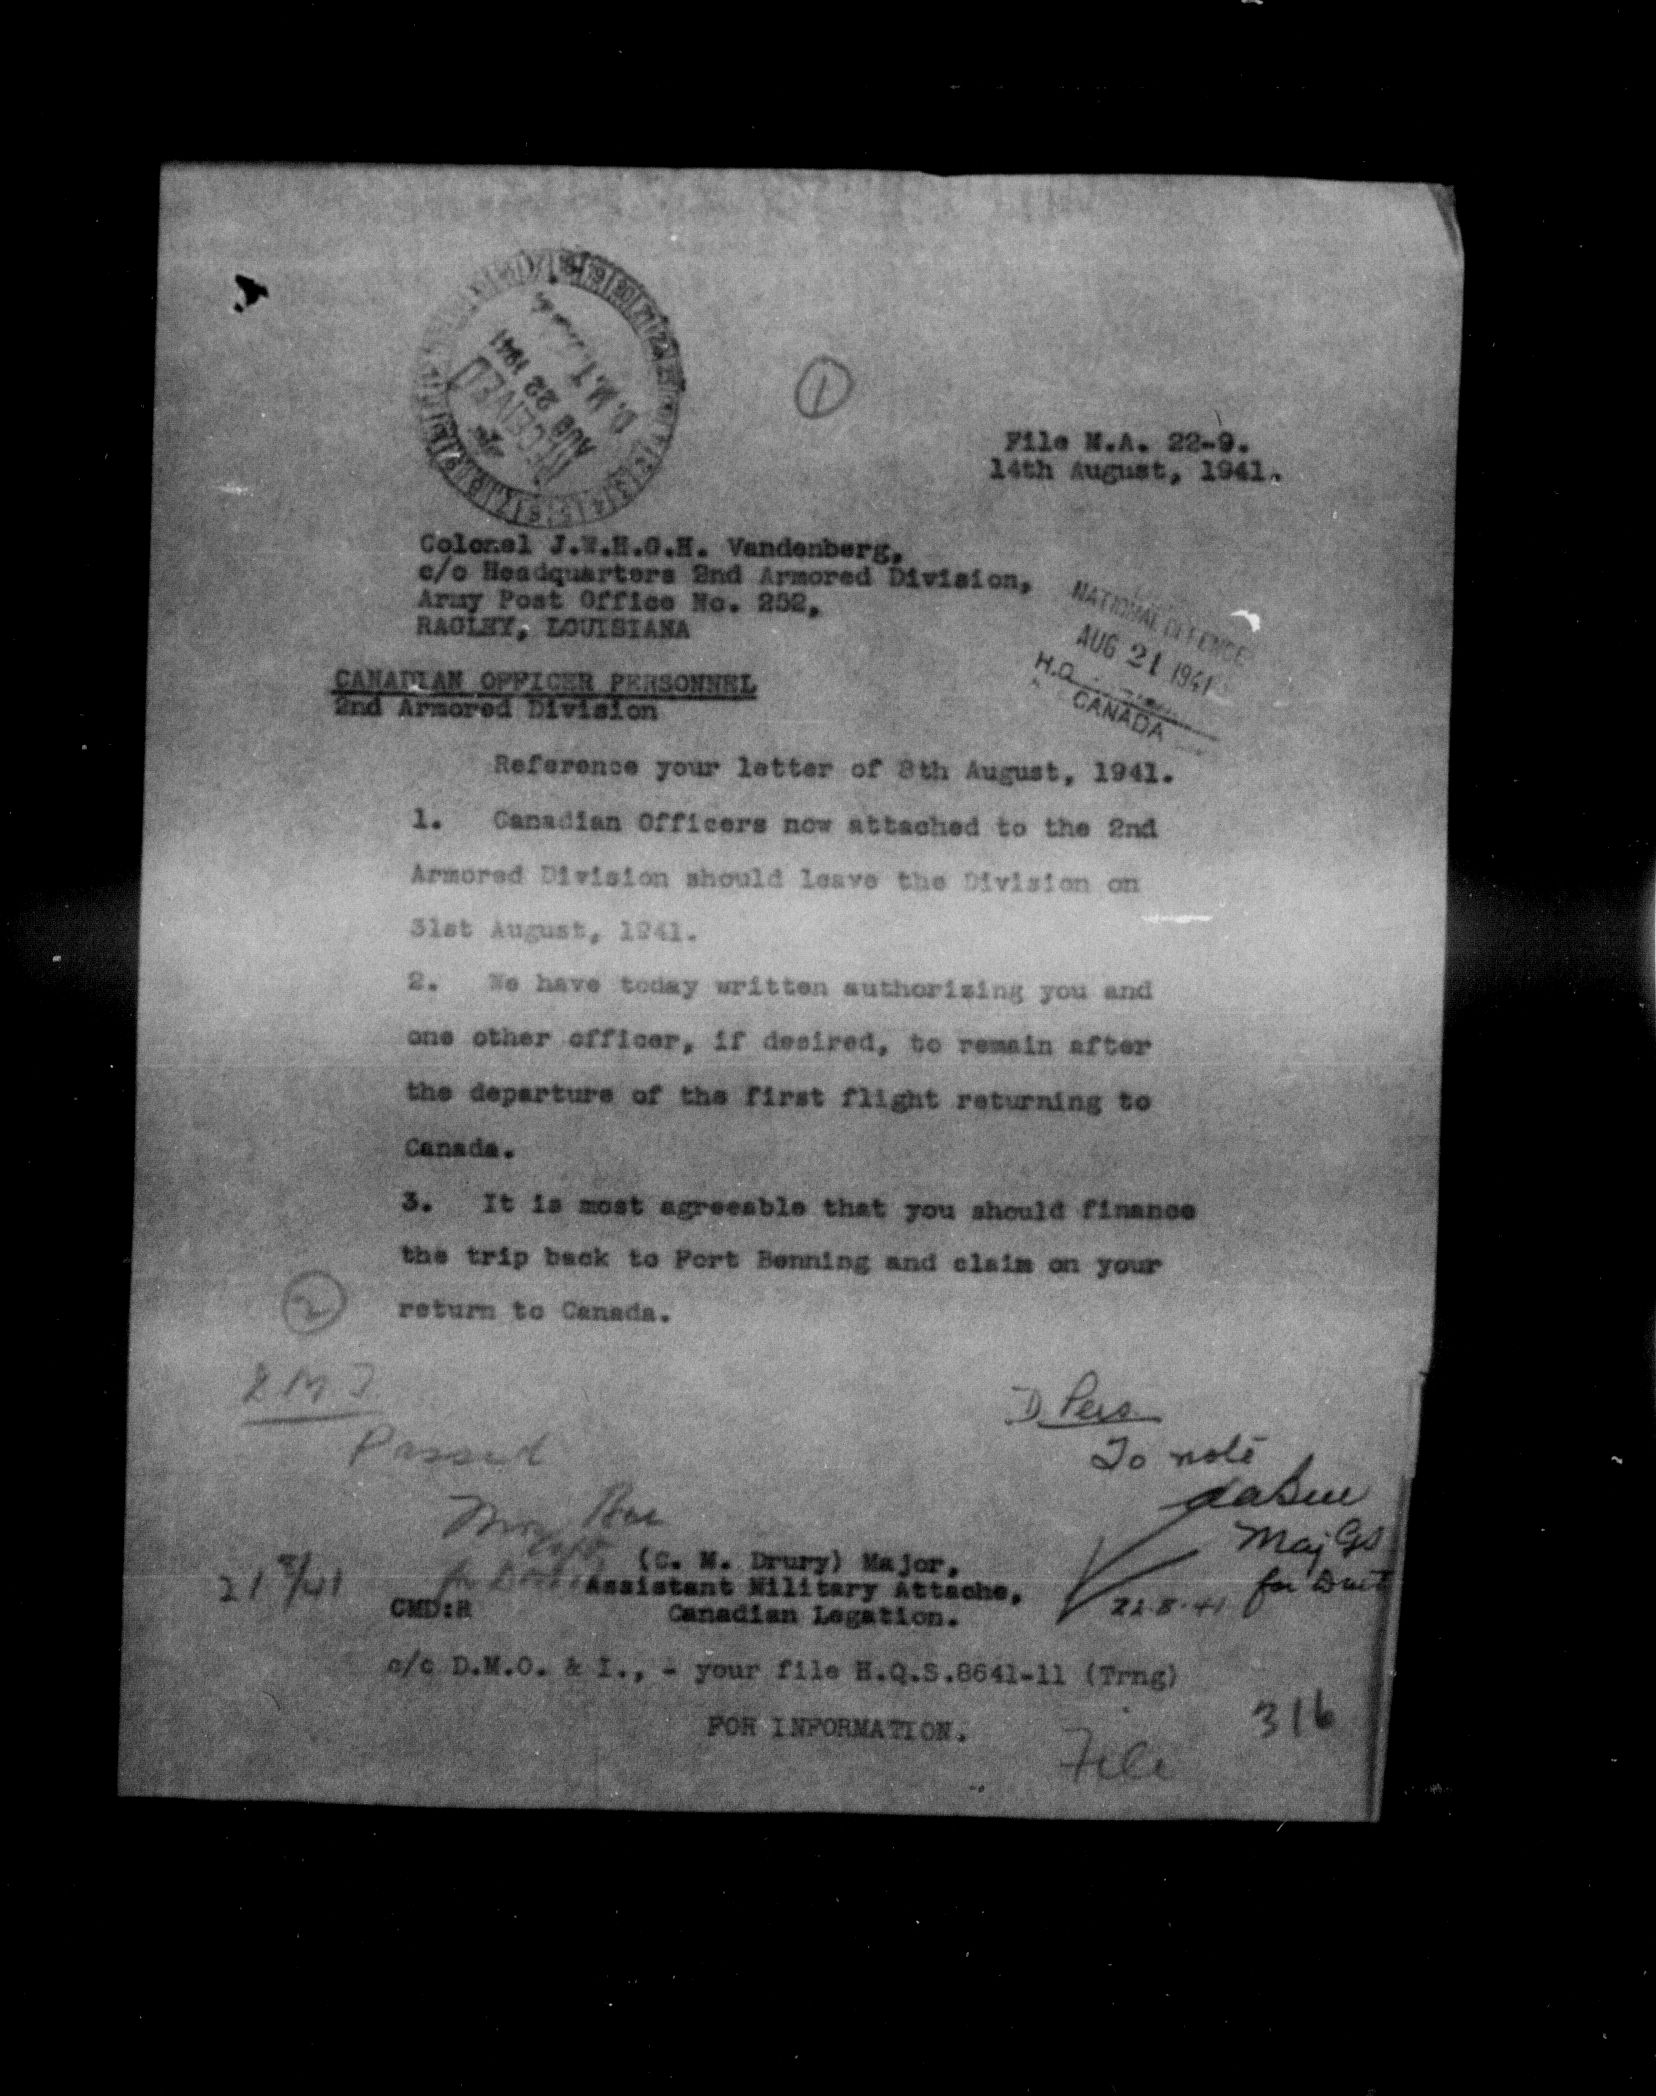 RECEIVED
AUG 22 1941
D.M.T.
1
File M.A. 22-9.
14th August, 1941.
Colonel J.W.H.G.H. Vandenberg,
c/o Headquarters 2nd Armored Division,
Army Post Office No. 252,
RAGLEY, LOUISIANA
NATIONAL DEFENCE
AUG 21 1941
H.Q.
CANADA
CANADIAN OFFICER PERSONNEL
2nd Armored Division
Reference your letter of 8th August, 1941.
1. Canadian Officers now attached to the 2nd
Armored Division should leave the Division on
31st August, 1941.
2. We have today written authorizing you and
one other officer, if desired, to remain after
the departure of the first flight returning to
Canada.
3. It is most agreeable that you should finance
the trip back to Fort Benning and claim on your
return to Canada.
2
Passed
D Pers
To note
Maj GS
for
22-8-41
21 8/41
(C. M. Drury) Major,
Assistant Military Attache,
CMD:H Canadian Legation.
c/c D.M.O. & I., - your file H.Q.S.8641-11 (Trng)
FOR INFORMATION.
316
File